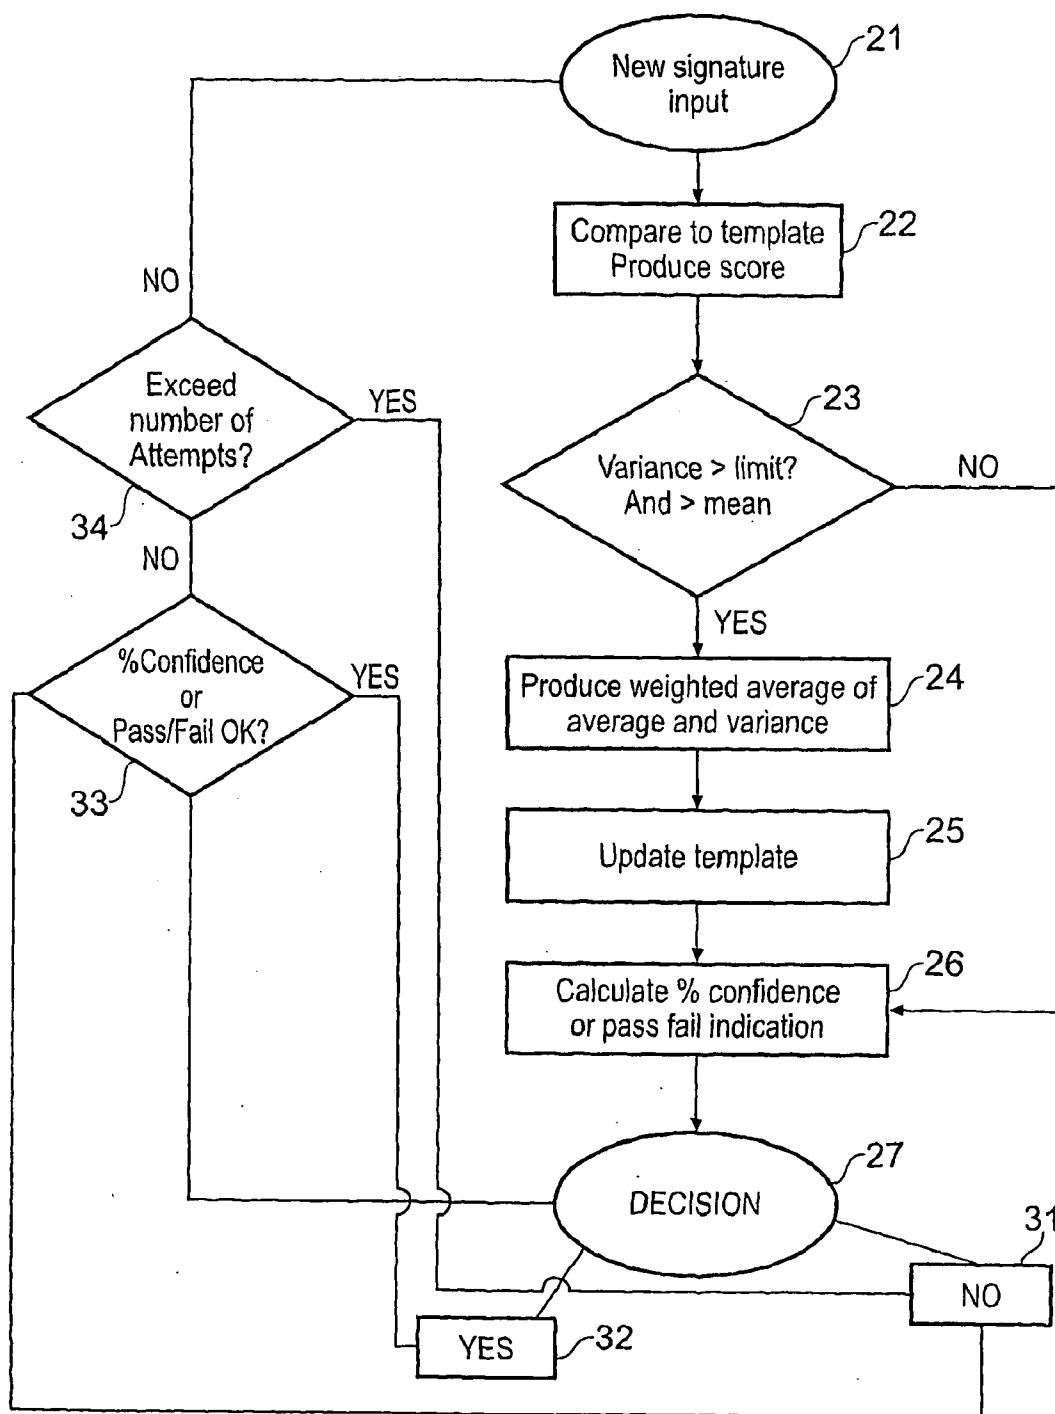 New signature
input
21
Compare to template
Produce score
22
NO
Exceed
number of
Attempts?
YES
34
23
Variance > limit?
And > mean
NO
NO
YES
%Confidence
or
Pass/Fail OK?
YES
33
Produce weighted average of
average and variance
24
Update template
25
Calculate % confidence
or pass fail indication
26
DECISION
27
31
NO
YES
32